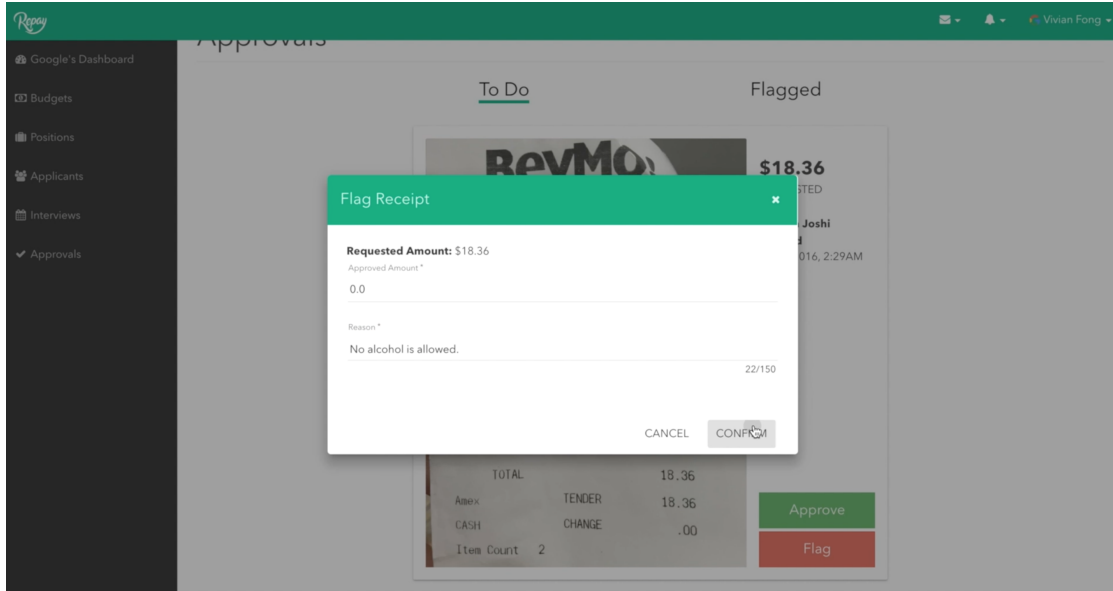 Repay
Vivian Fong
Approvals
Google's Dashboard
Budgets
Positions
Applicants
Interviews
Approvals
To Do
Flagged
$18.36
Joshi
016, 2:29AM
Flag Receipt
Requested Amount: $18.36
Approved Amount *
0.0
Reason *
No alcohol is allowed.
22/150
CANCEL
CONFIRM
TOTAL 18.36
Amex TENDER 18.36
CASH CHANGE .00
Item Count 2
Approve
Flag